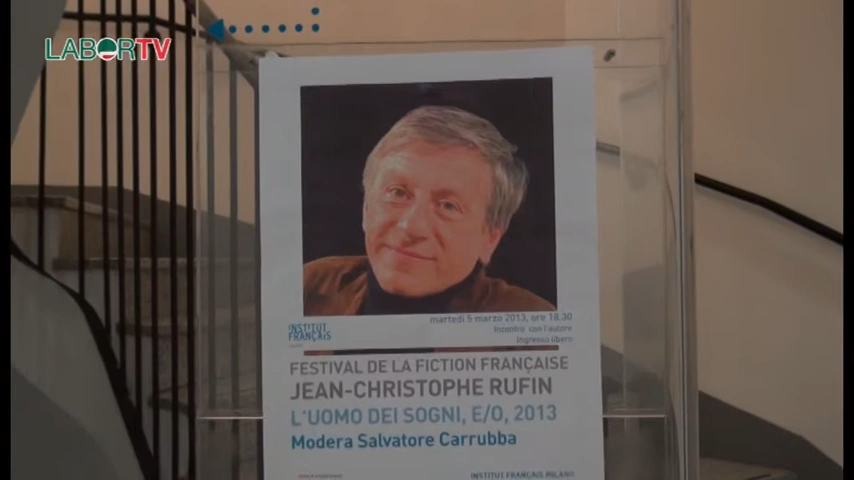 LABORTV
martedì 5 marzo 2013, ore 18.30
Incontro con l'autore
Ingresso libero
INSTITUT
FRANÇAIS
FESTIVAL DE LA FICTION FRANÇAISE
JEAN-CHRISTOPHE RUFIN
L'UOMO DEI SOGNI, E/O, 2013
Modera Salvatore Carrubba
INSTITUT FRANÇAIS MILANO